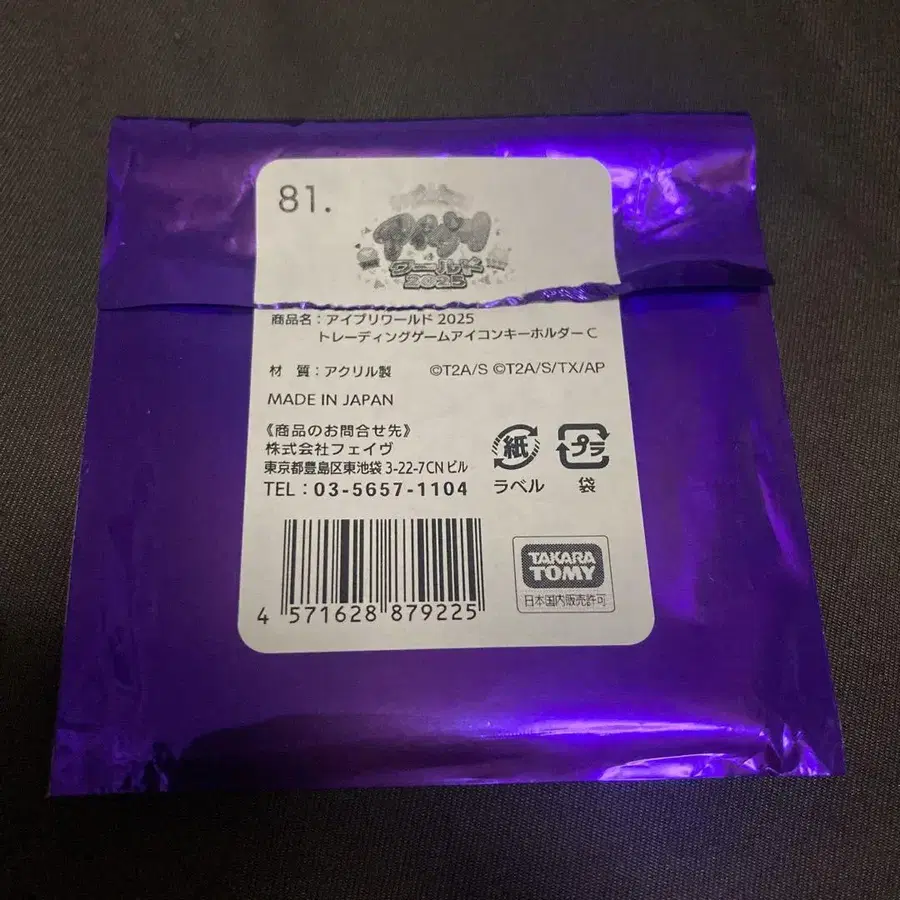 81.
アイプリ
ワールド
2025
商品名：アイプリワールド 2025
トレーディングゲームアイコンキーホルダー C
材 質：アクリル製 ©T2A/S ©T2A/S/TX/AP
MADE IN JAPAN
《商品のお問合せ先》
株式会社フェイヴ
東京都豊島区東池袋 3-22-7CN ビル
TEL：03-5657-1104
紙
ラベル
プラ
袋
4 571628 879225
TAKARA
TOMY
日本国内販売許可